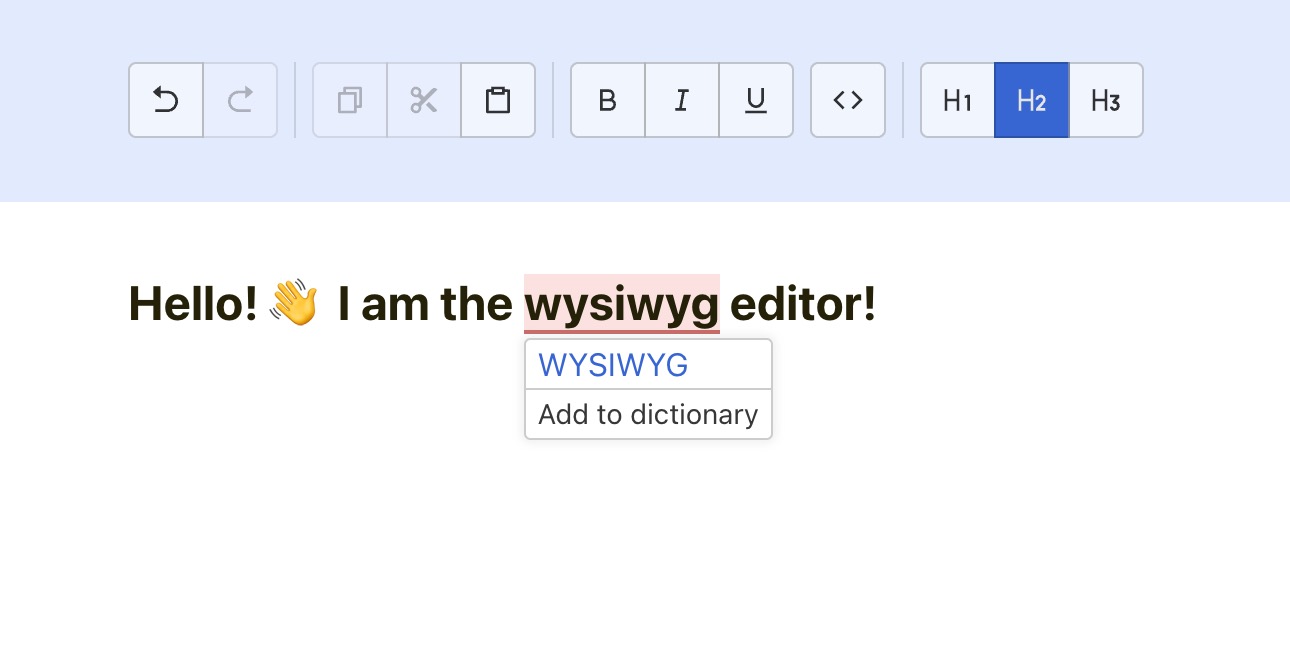 B I U <> H1 H2 H3
Hello! 👋 I am the wysiwyg editor!
WYSIWYG
Add to dictionary